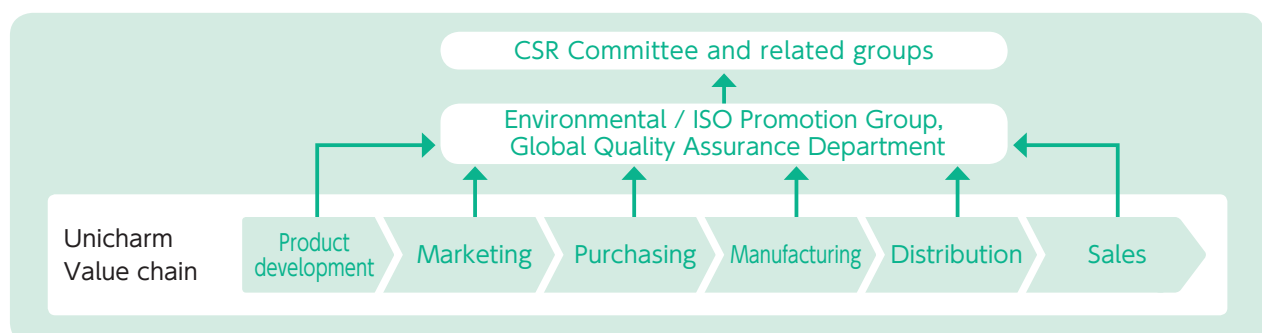 CSR Committee and related groups
Environmental / ISO Promotion Group,
Global Quality Assurance Department
Unicharm
Value chain
Product
development
Marketing
Purchasing
Manufacturing
Distribution
Sales